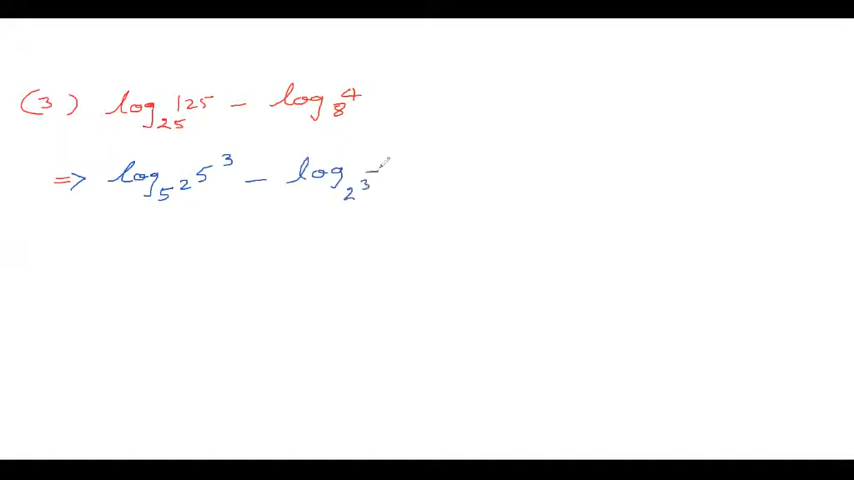 (3) log₂₅ 125 - log₈ 4
=> log₅² 5³ - log₂³